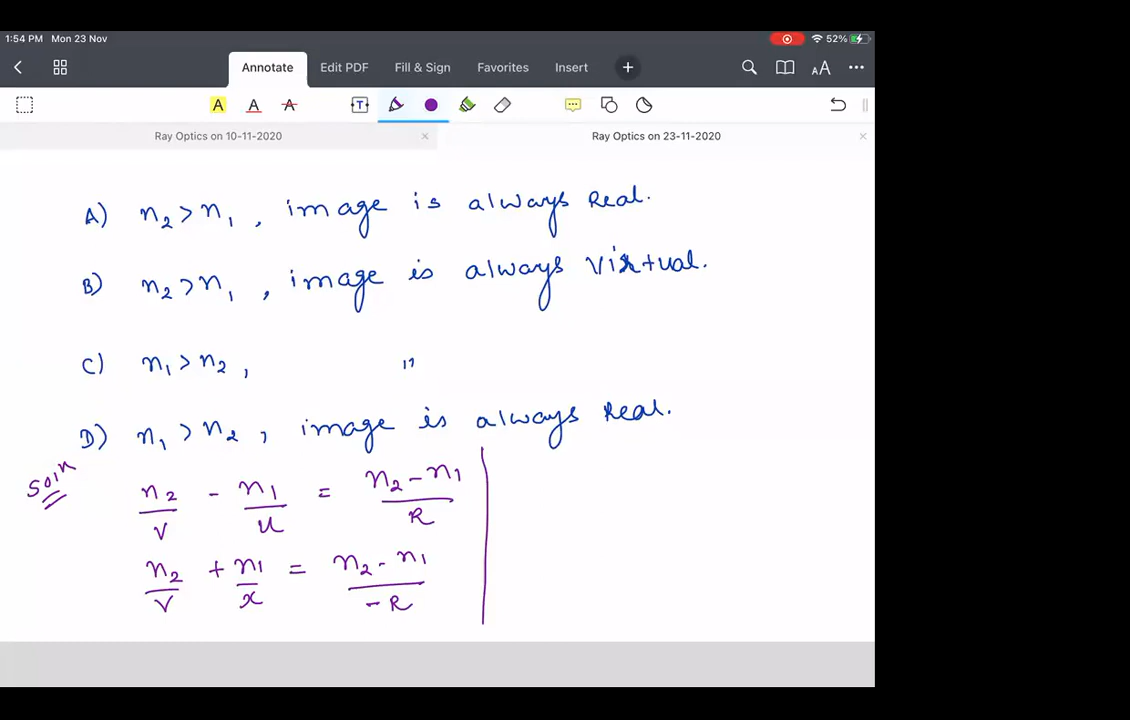 1:54 PM Mon 23 Nov
52%
Annotate Edit PDF Fill & Sign Favorites Insert +
AA
A A A T
Ray Optics on 10-11-2020 × Ray Optics on 23-11-2020 ×
A) n₂ > n₁ , image is always Real.
B) n₂ > n₁ , image is always virtual.
C) n₁ > n₂ , "
D) n₁ > n₂ , image is always Real.
Soln
n₂/v - n₁/u = n₂ - n₁/R
n₂/v + n₁/x = n₂ - n₁/-R